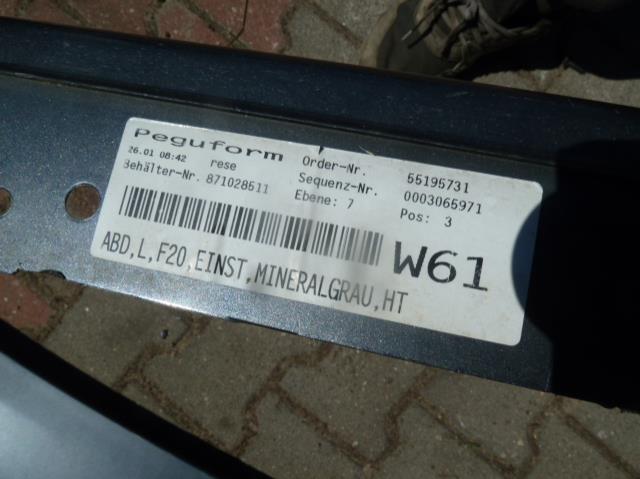 Peguform
26.01 08:42 rese Order-Nr. 55195731
Behälter-Nr. 871028511 Sequenz-Nr. 0003065971
Ebene: 7 Pos: 3
W61
ABD,L,F20,EINST,MINERALGRAU,HT